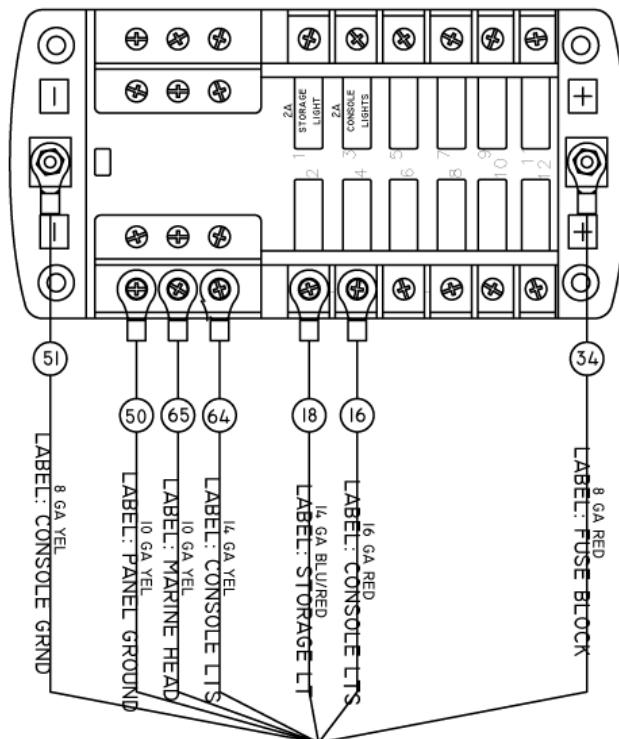 − +
2A
STORAGE
LIGHT
2A
CONSOLE
LIGHTS
1 3 5 7 9 11
2 4 6 8 10 12
− +
51
34
50
65
64
18
16
8 GA YEL
LABEL: CONSOLE GRND
10 GA YEL
LABEL: PANEL GROUND
10 GA YEL
LABEL: MARINE HEAD
14 GA YEL
LABEL: CONSOLE LTS
14 GA BLU/RED
LABEL: STORAGE LT
16 GA RED
LABEL: CONSOLE LTS
8 GA RED
LABEL: FUSE BLOCK